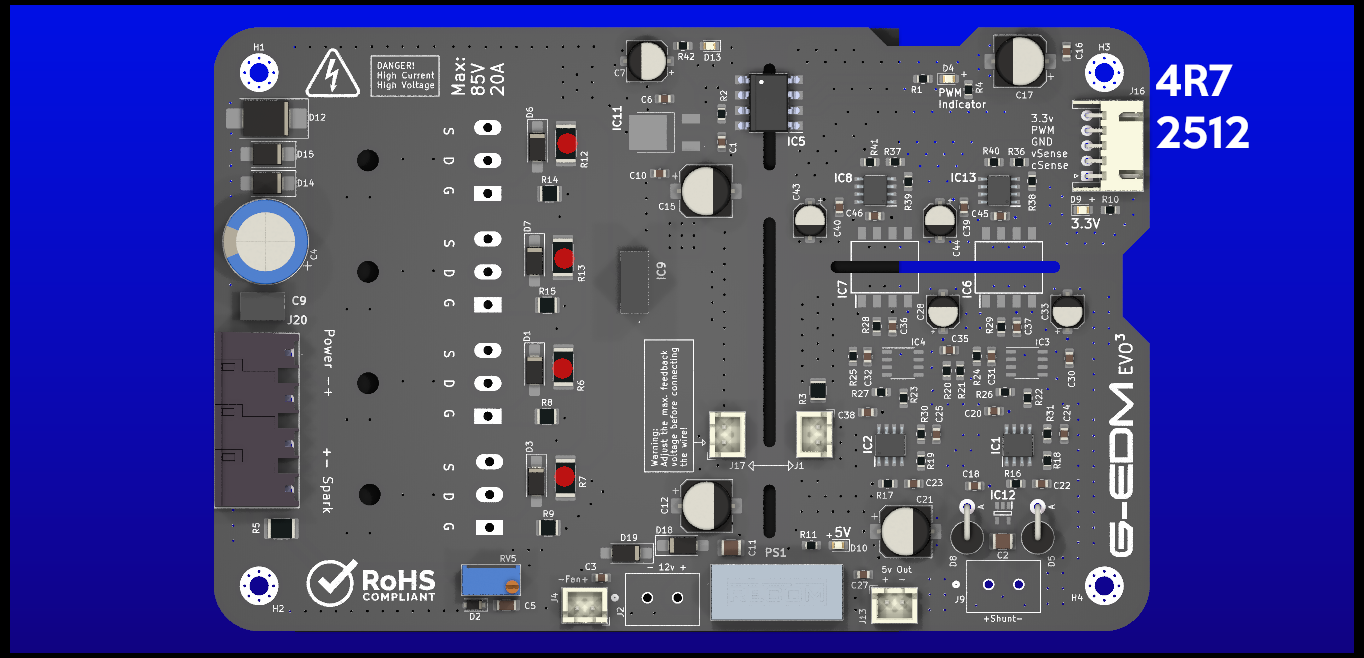 H1
DANGER!
High Current
High Voltage
Max:
85V
20A
C7
R42
D13
C16
H3
4R7
2512
D4
+
R1
R4
PWM
Indicator
C17
J16
D12
D15
D14
C4
+
C9
J20
Power -+
+- Spark
R5
S
D
G
D6
R12
R14
S
D
G
D7
R13
R15
S
D
G
D1
R6
R8
S
D
G
D3
R7
R9
C6
R2
IC11
C1
IC5
C10
C15
IC9
3.3v
PWM
GND
vSense
cSense
R41
R37
R40
R36
IC8
IC13
R39
R38
C43
C40
C46
C39
C45
C44
D9 +
R10
3.3V
IC7
IC6
C28
C33
R28
C36
R29
C37
IC4
C35
IC3
R25
C32
R20
R21
R24
C31
C30
R27
R23
R26
R22
R3
C38
C20
R30
C25
R31
C24
IC2
IC1
R19
R18
Warning:
Adjust the max. feedback
voltage before connecting
the wire!
J17
J1
R17
C23
C18
R16
C22
IC12
C21
A
A
D8
C2
D5
G-EDM EVO³
C12
D19
D18
C11
PS1
R11
+5V
D10
H2
RoHS
COMPLIANT
RV5
D2
C5
C3
-Fan+
J4
J2
- 12v +
RECOM
C27
5v Out
+ -
J13
J9
+Shunt-
H4